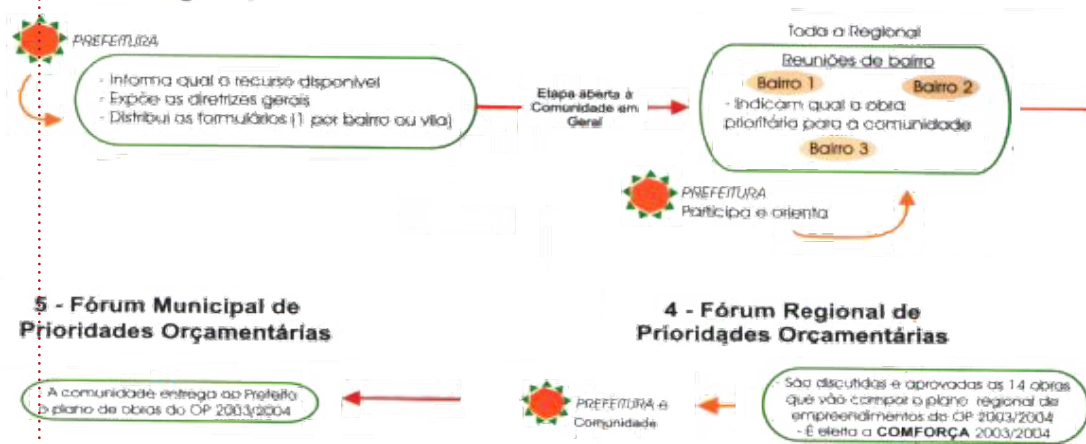 PREFEITURA
- Informa qual o recurso disponível
- Expõe as diretrizes gerais
- Distribui os formulários (1 por bairro ou vila)
Etapa aberta à
Comunidade em
Geral
Toda a Regional
Reuniões de bairro
Bairro 1
Bairro 2
- Indicam qual a obra
prioritária para a comunidade
Bairro 3
PREFEITURA
Participa e orienta
5 - Fórum Municipal de
Prioridades Orçamentárias
4 - Fórum Regional de
Prioridades Orçamentárias
A comunidade entrega ao Prefeito
o plano de obras do OP 2003/2004
PREFEITURA e
Comunidade
- São discutidas e aprovadas as 14 obras
que vão compor o plano regional de
empreendimentos do OP 2003/2004
- É eleita a COMFORÇA 2003/2004